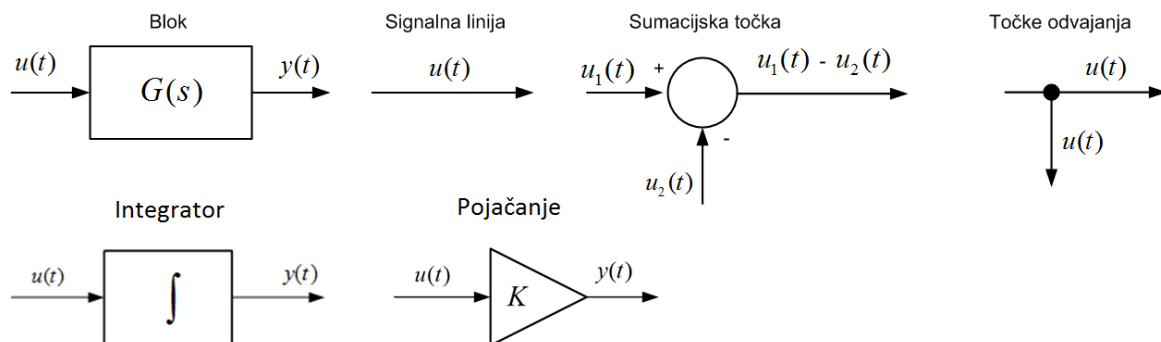 Blok
Signalna linija
Sumacijska točka
Točke odvajanja
u(t)
G(s)
y(t)
u(t)
u₁(t)
+
u₁(t) - u₂(t)
-
u₂(t)
u(t)
u(t)
Integrator
Pojačanje
u(t)
∫
y(t)
u(t)
K
y(t)